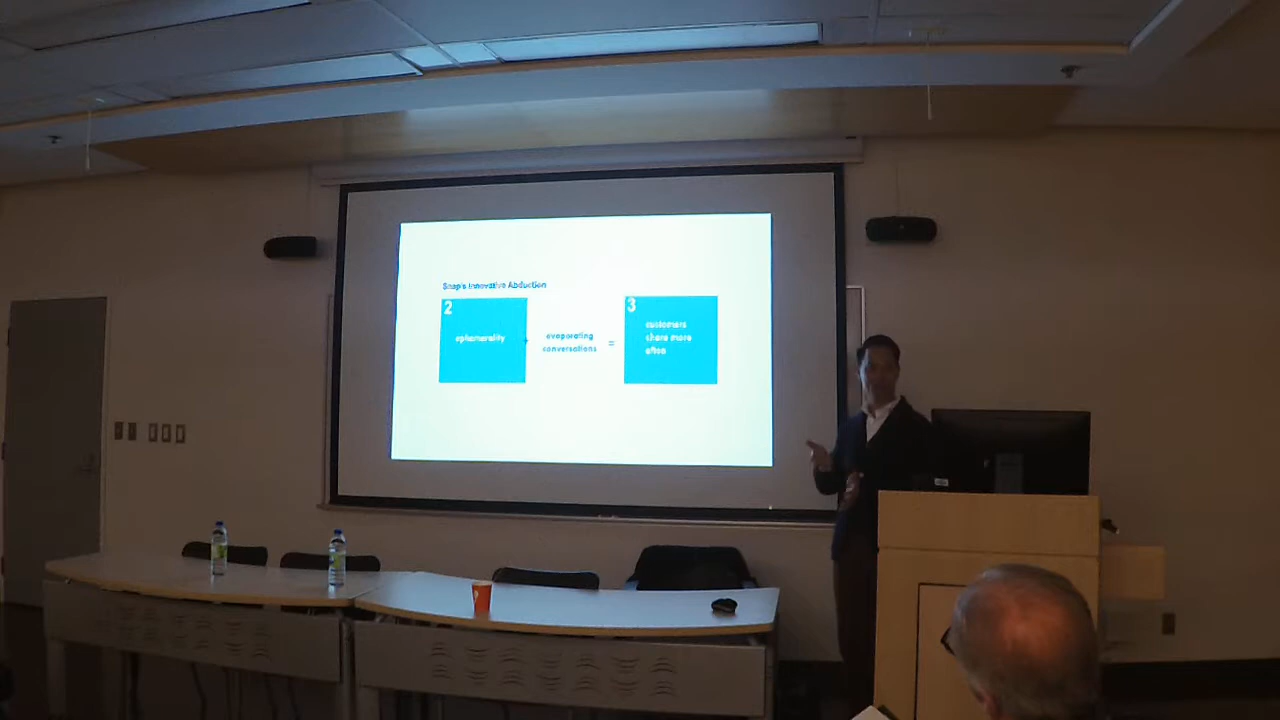 Snap's Innovative Abduction
2
ephemerality
+
evaporating
conversations
=
3
customers
share more
often